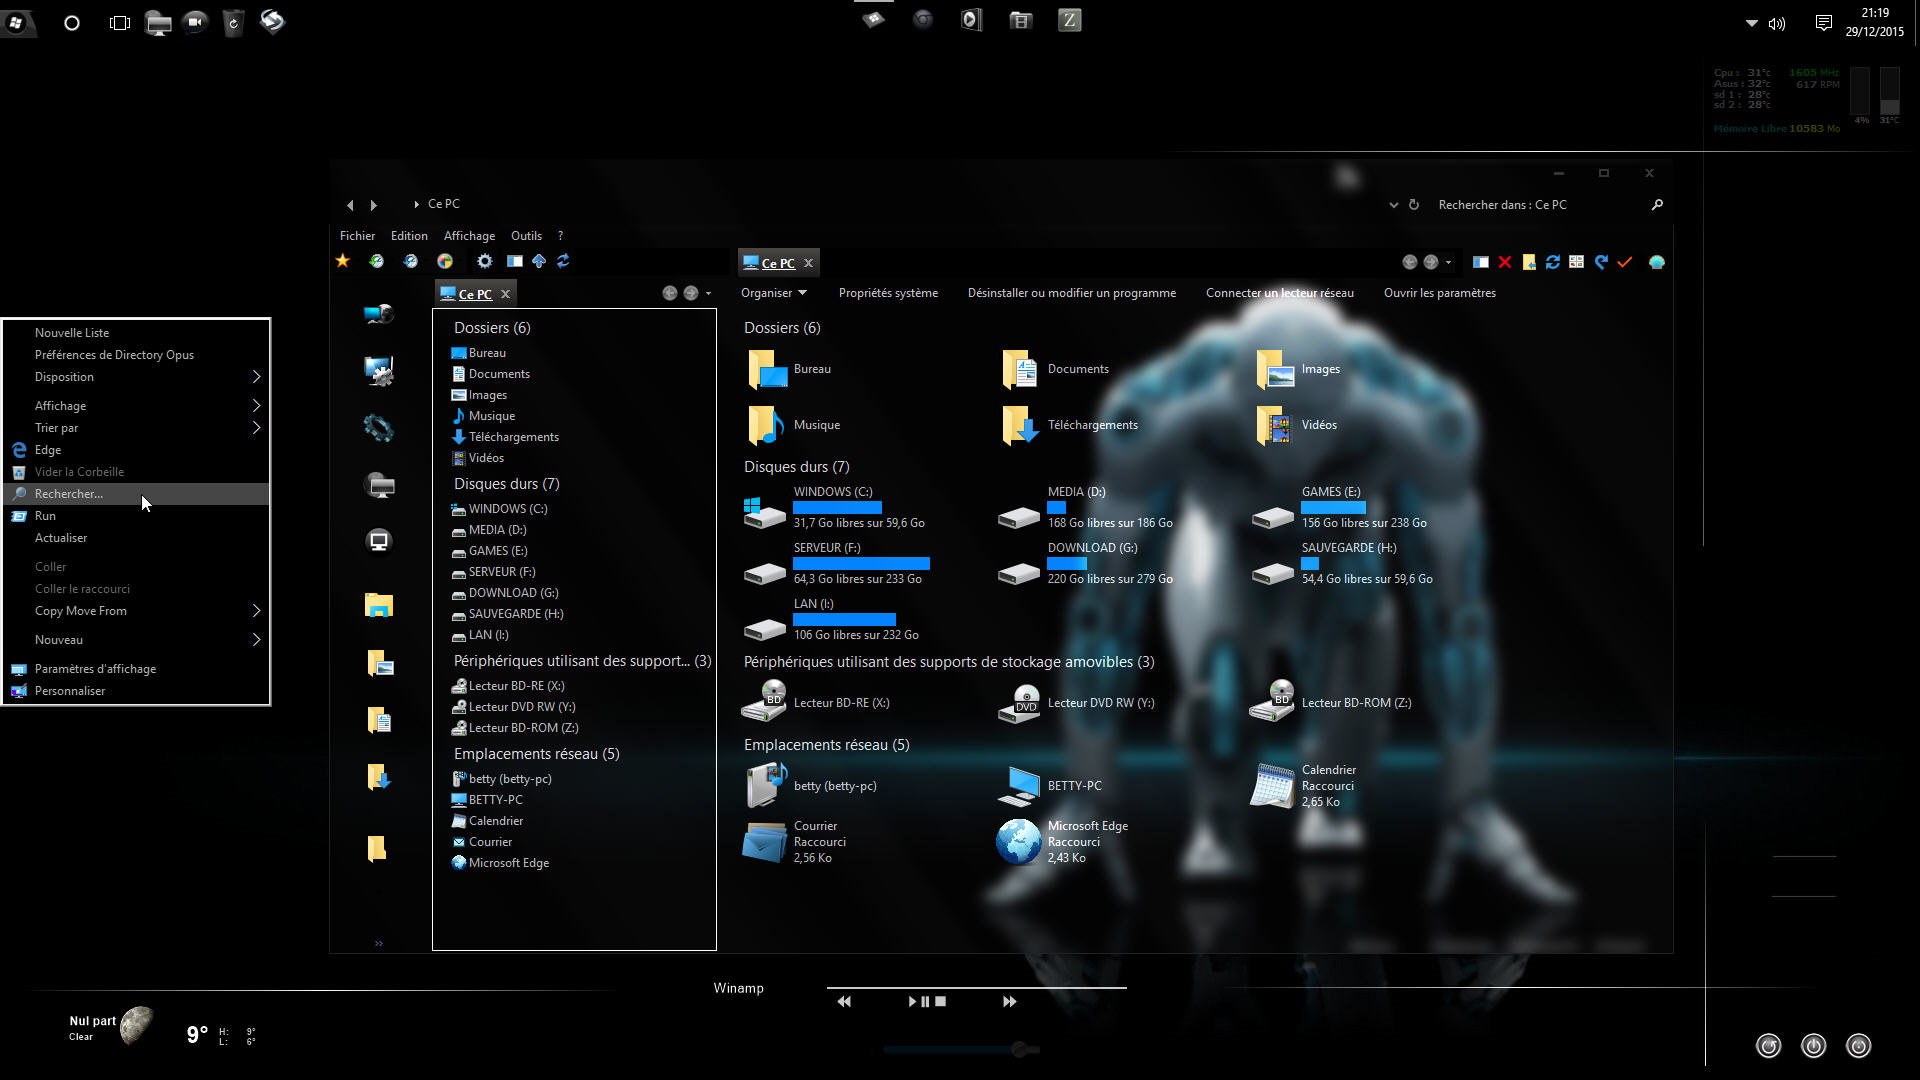 21:19
29/12/2015
Z
Cpu : 31°c 1605 MHz
Asus : 32°c 617 RPM
sd 1 : 28°c
sd 2 : 28°c
4% 31°C
Mémoire Libre 10583 Mo
Ce PC
Rechercher dans : Ce PC
Fichier Edition Affichage Outils ?
Ce PC
Ce PC
Organiser Propriétés système Désinstaller ou modifier un programme Connecter un lecteur réseau Ouvrir les paramètres
Nouvelle Liste
Préférences de Directory Opus
Disposition
Affichage
Trier par
Edge
Vider la Corbeille
Rechercher...
Run
Actualiser
Coller
Coller le raccourci
Copy Move From
Nouveau
Paramètres d'affichage
Personnaliser
Dossiers (6)
Bureau
Documents
Images
Musique
Téléchargements
Vidéos
Disques durs (7)
WINDOWS (C:)
MEDIA (D:)
GAMES (E:)
SERVEUR (F:)
DOWNLOAD (G:)
SAUVEGARDE (H:)
LAN (I:)
Périphériques utilisant des support... (3)
Lecteur BD-RE (X:)
Lecteur DVD RW (Y:)
Lecteur BD-ROM (Z:)
Emplacements réseau (5)
betty (betty-pc)
BETTY-PC
Calendrier
Courrier
Microsoft Edge
Dossiers (6)
Bureau Documents Images
Musique Téléchargements Vidéos
Disques durs (7)
WINDOWS (C:)
31,7 Go libres sur 59,6 Go
MEDIA (D:)
168 Go libres sur 186 Go
GAMES (E:)
156 Go libres sur 238 Go
SERVEUR (F:)
64,3 Go libres sur 233 Go
DOWNLOAD (G:)
220 Go libres sur 279 Go
SAUVEGARDE (H:)
54,4 Go libres sur 59,6 Go
LAN (I:)
106 Go libres sur 232 Go
Périphériques utilisant des supports de stockage amovibles (3)
BD
Lecteur BD-RE (X:)
DVD
Lecteur DVD RW (Y:)
BD
Lecteur BD-ROM (Z:)
Emplacements réseau (5)
betty (betty-pc)
BETTY-PC
Calendrier
Raccourci
2,65 Ko
Courrier
Raccourci
2,56 Ko
Microsoft Edge
Raccourci
2,43 Ko
Winamp
Nul part
Clear
9°
H: 9°
L: 6°